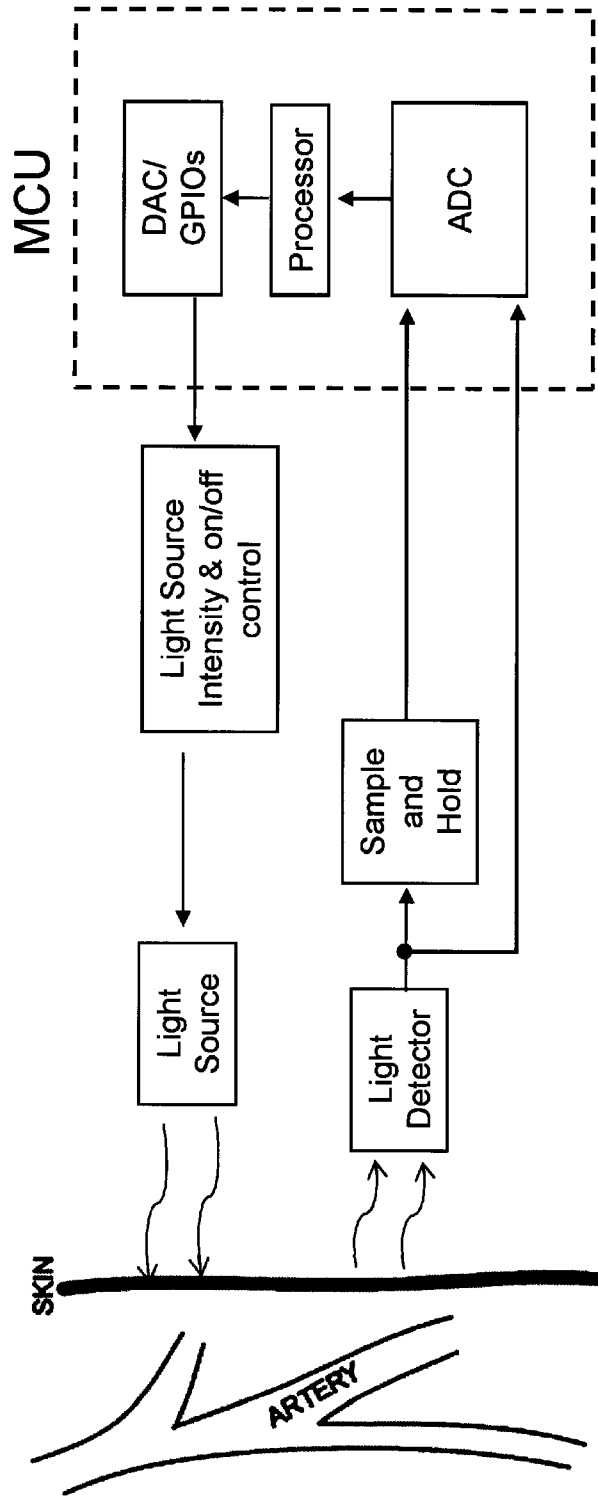 MCU
SKIN
ARTERY
Light
Source
Light Source
Intensity & on/off
control
DAC/
GPIOs
Processor
ADC
Light
Detector
Sample
and
Hold